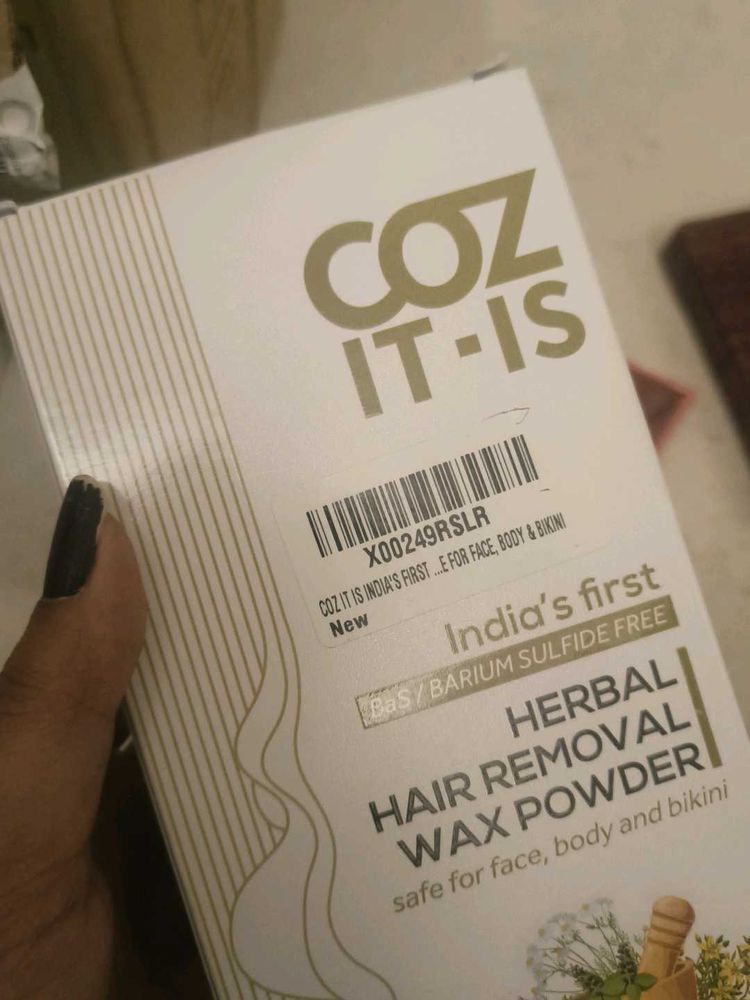 COZ
IT-IS
X00249RSLR
COZ IT IS INDIA'S FIRST ...E FOR FACE, BODY & BIKINI
New
India's first
BaS / BARIUM SULFIDE FREE
HERBAL
HAIR REMOVAL
WAX POWDER
safe for face, body and bikini